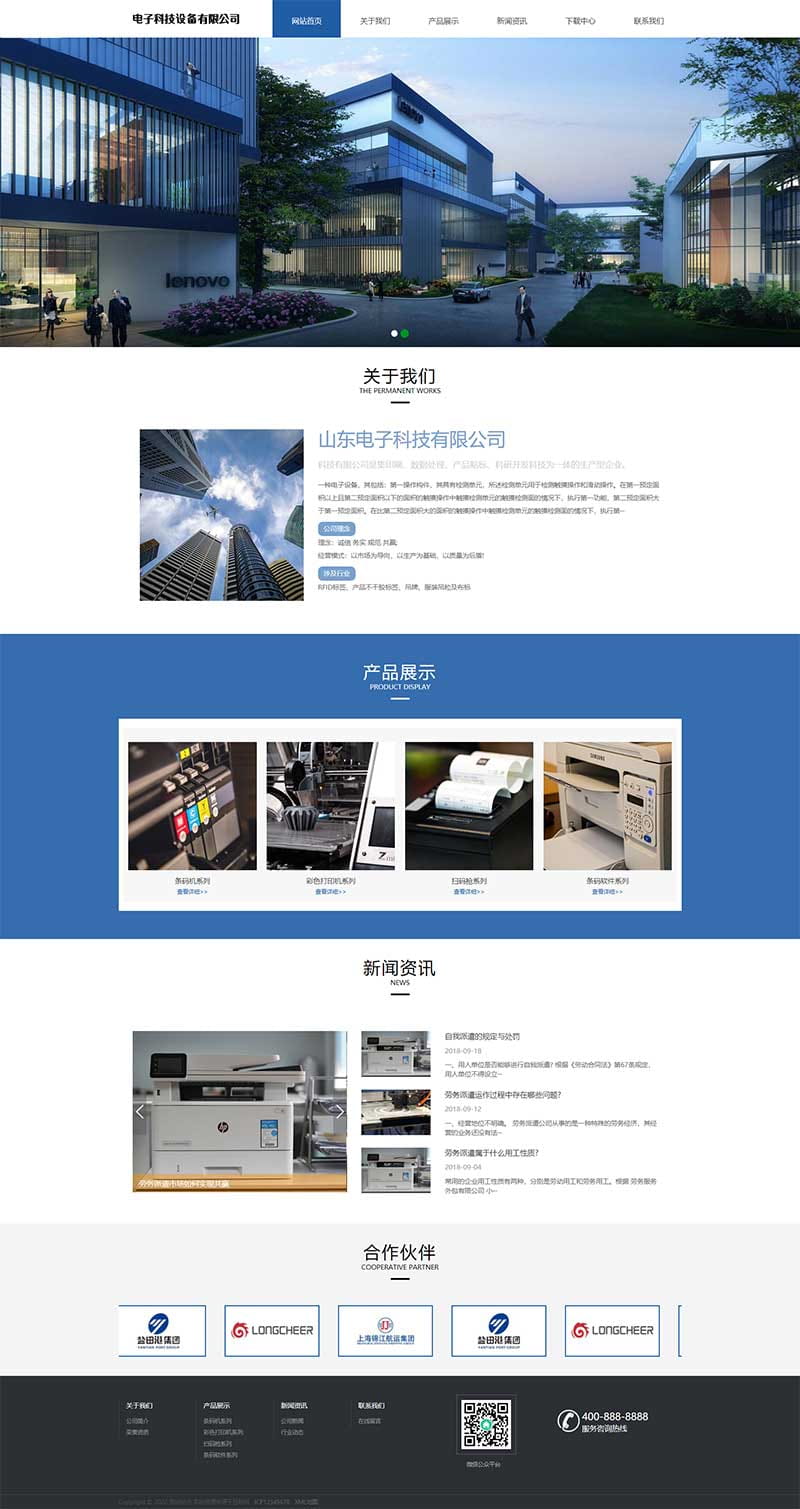 电子科技设备有限公司
网站首页
关于我们
产品展示
新闻资讯
下载中心
联系我们
lenovo
lenovo
关于我们
THE PERMANENT WORKS
山东电子科技有限公司
科技有限公司是集印刷、数据处理、产品贴标、科研开发科技为一体的生产型企业。
一种电子设备，其包括：第一操作构件，其具有检测单元，所述检测单元用于检测触摸操作和滑动操作。在第一预定面
积以上且第二预定面积以下的面积的触摸操作中触摸检测单元的触摸检测面的情况下，执行第一功能，第二预定面积大
于第一预定面积。在比第二预定面积大的面积的触摸操作中触摸检测单元的触摸检测面的情况下，执行第一
公司理念
理念：诚信 务实 规范 共赢;
经营模式：以市场为导向，以生产为基础，以质量为后盾!
涉及行业
RFID标签、产品不干胶标签、吊牌、服装吊粒及布标
产品展示
PRODUCT DISPLAY
SAMSUNG
条码机系列
彩色打印机系列
扫码枪系列
条码软件系列
查看详细>>
查看详细>>
查看详细>>
查看详细>>
新闻资讯
NEWS
hp
劳务派遣市场如何实现共赢
自我派遣的规定与处罚
2018-09-18
一、用人单位是否能够进行自我派遣? 根据《劳动合同法》第67条规定，
用人单位不得设立···
劳务派遣运作过程中存在哪些问题?
2018-09-12
一、经营地位不明确。 劳务派遣公司从事的是一种特殊的劳务经济，其经
营的业务还没有法···
劳务派遣属于什么用工性质?
2018-09-04
常用的企业用工性质有两种，分别是劳动用工和劳务用工。根据 劳务服务
外包有限公司 小···
合作伙伴
COOPERATIVE PARTNER
盐田港集团
YANTIAN PORT GROUP
LONGCHEER
上海锦江航运集团
盐田港集团
YANTIAN PORT GROUP
LONGCHEER
关于我们
公司简介
荣誉资质
产品展示
条码机系列
彩色打印机系列
扫码枪系列
条码软件系列
新闻资讯
公司新闻
行业动态
联系我们
在线留言
微信公众平台
400-888-8888
服务咨询热线
ICP1234567号 XML地图